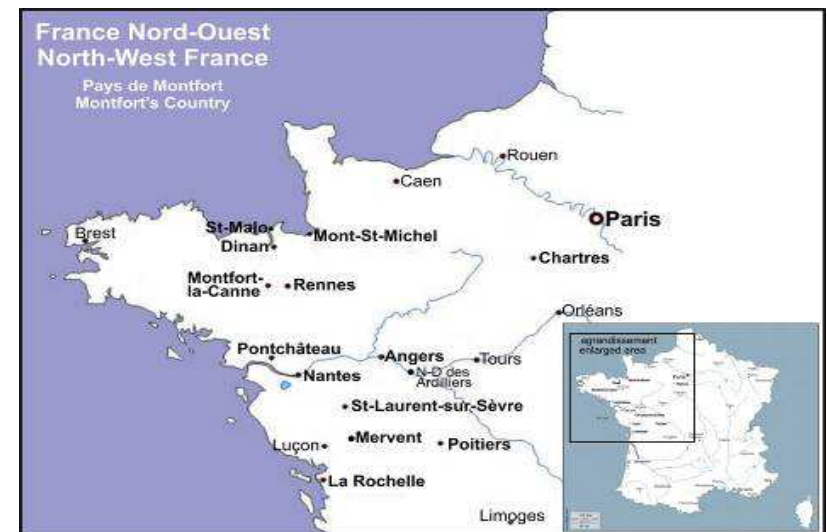 France Nord-Ouest
North-West France
Pays de Montfort
Montfort's Country
Rouen
Caen
Paris
Brest
St-Malo
Dinan
Mont-St-Michel
Chartres
Montfort-
la-Canne
Rennes
Orléans
Pontchâteau
Angers
Tours
N-D des
Ardilliers
Nantes
St-Laurent-sur-Sèvre
Mervent
Luçon
Poitiers
La Rochelle
Limoges
agrandissement
enlarged area
Paris